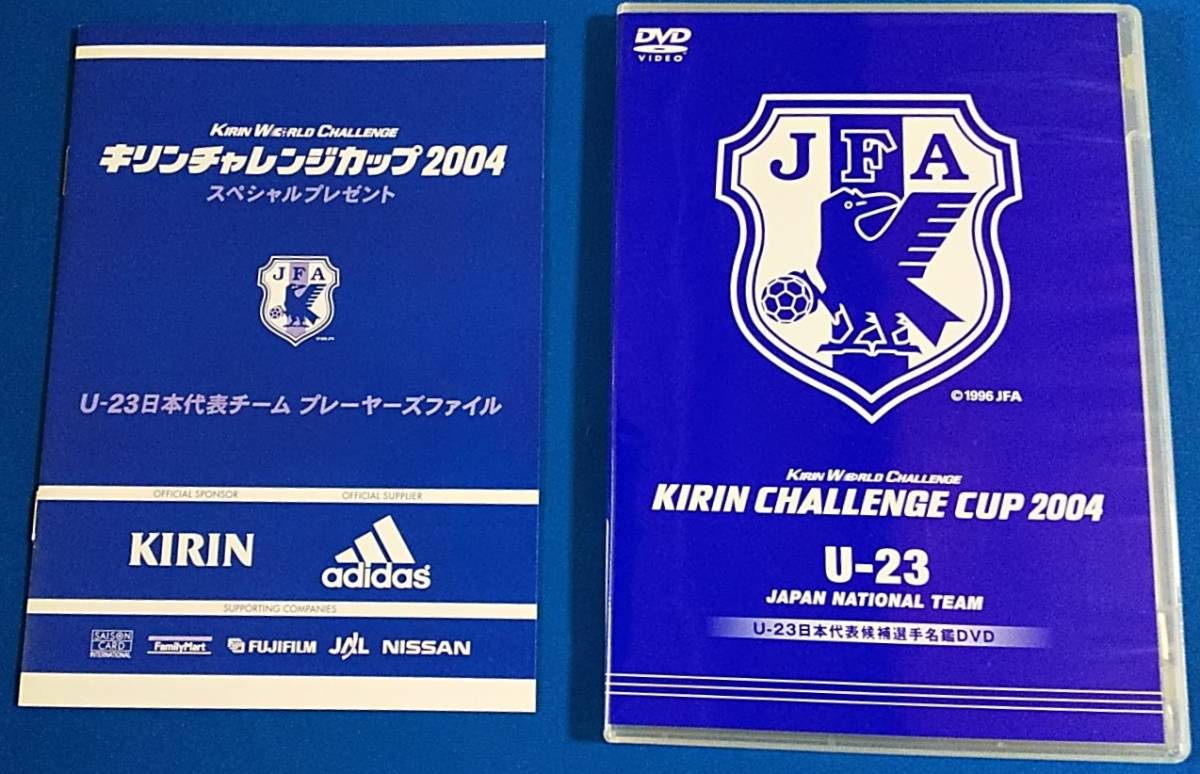 KIRIN WORLD CHALLENGE
キリンチャレンジカップ2004
スペシャルプレゼント
JFA
U-23日本代表チーム プレーヤーズファイル
OFFICIAL SPONSOR
OFFICIAL SUPPLIER
KIRIN
adidas
SUPPORTING COMPANIES
SAISON
CARD
INTERNATIONAL
FamilyMart
FUJIFILM
JAL
NISSAN
DVD
VIDEO
JFA
©1996 JFA
KIRIN WORLD CHALLENGE
KIRIN CHALLENGE CUP 2004
U-23
JAPAN NATIONAL TEAM
U-23日本代表候補選手名鑑DVD